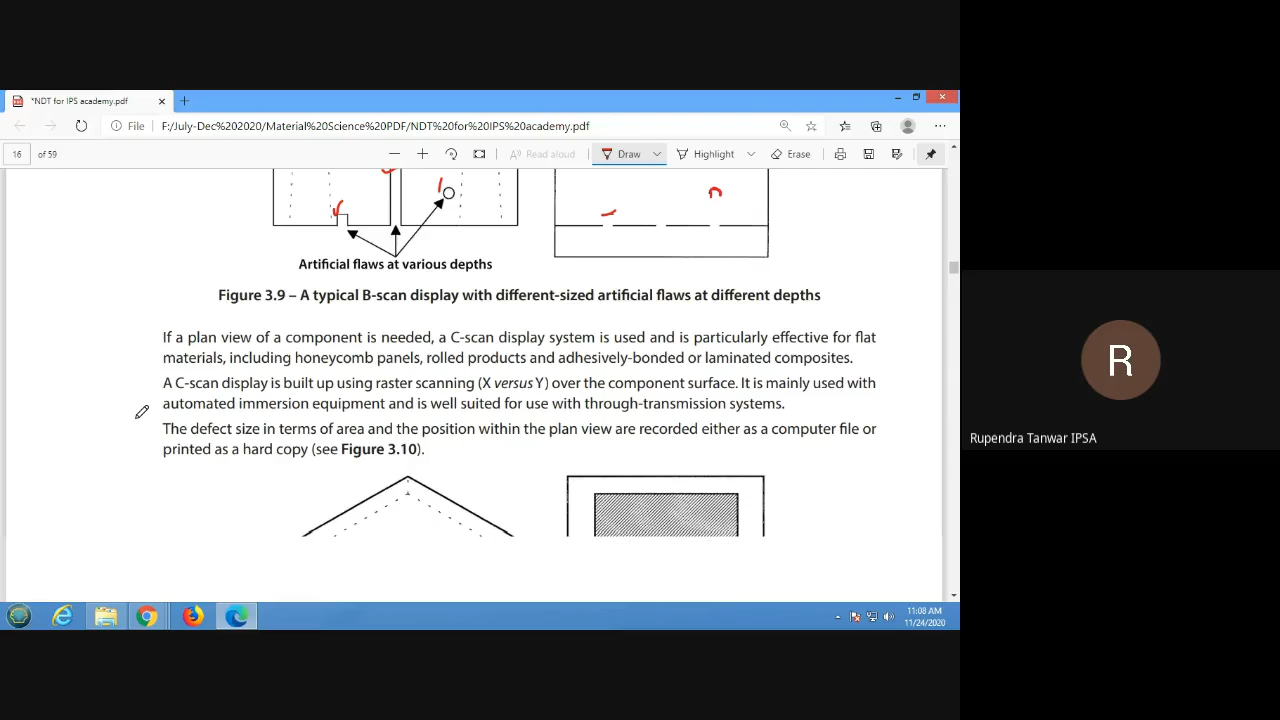 *NDT for IPS academy.pdf
File F:/July-Dec%202020/Material%20Science%20PDF/NDT%20for%20IPS%20academy.pdf
16 of 59 Read aloud Draw Highlight Erase
Artificial flaws at various depths
Figure 3.9 – A typical B-scan display with different-sized artificial flaws at different depths
If a plan view of a component is needed, a C-scan display system is used and is particularly effective for flat
materials, including honeycomb panels, rolled products and adhesively-bonded or laminated composites.
A C-scan display is built up using raster scanning (X versus Y) over the component surface. It is mainly used with
automated immersion equipment and is well suited for use with through-transmission systems.
The defect size in terms of area and the position within the plan view are recorded either as a computer file or
printed as a hard copy (see Figure 3.10).
R
Rupendra Tanwar IPSA
11:08 AM
11/24/2020